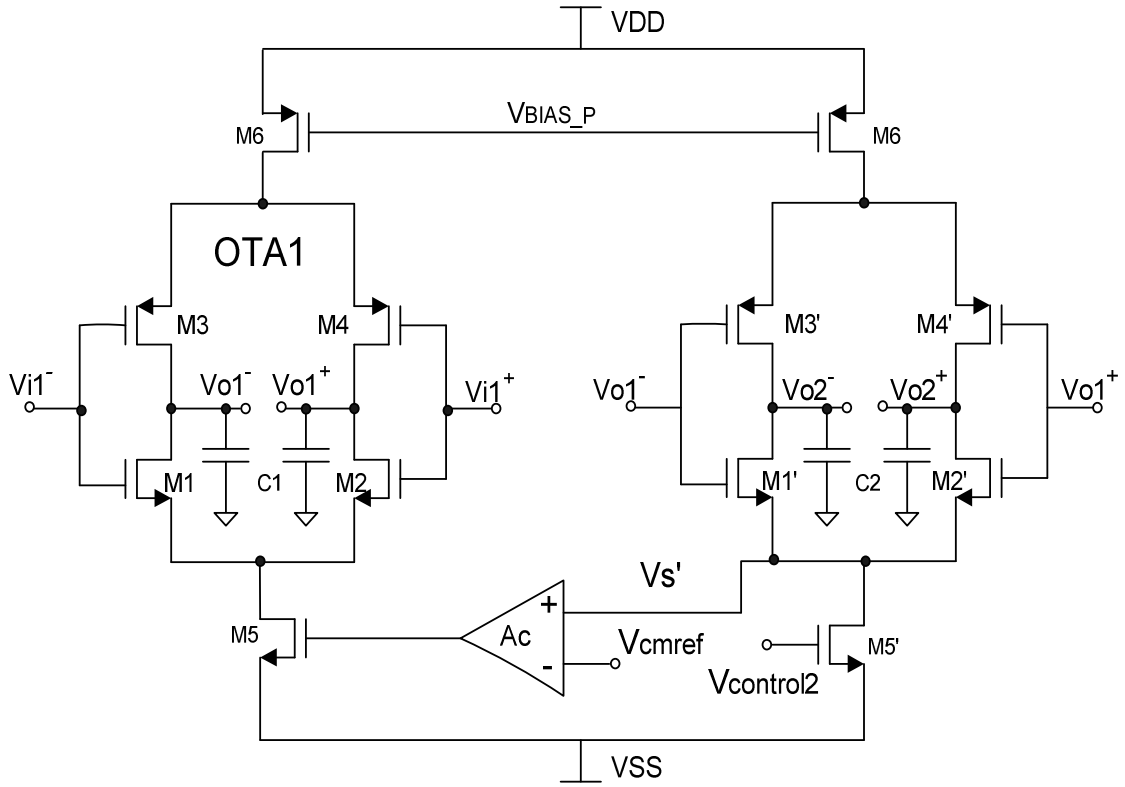 VDD
VBIAS_P
M6
M6
OTA1
M3
M4
M3'
M4'
Vi1-
Vo1-
Vo1+
Vi1+
Vo1-
Vo2-
Vo2+
Vo1+
M1
C1
M2
M1'
C2
M2'
Vs'
M5
Ac
+
-
Vcmref
Vcontrol2
M5'
VSS